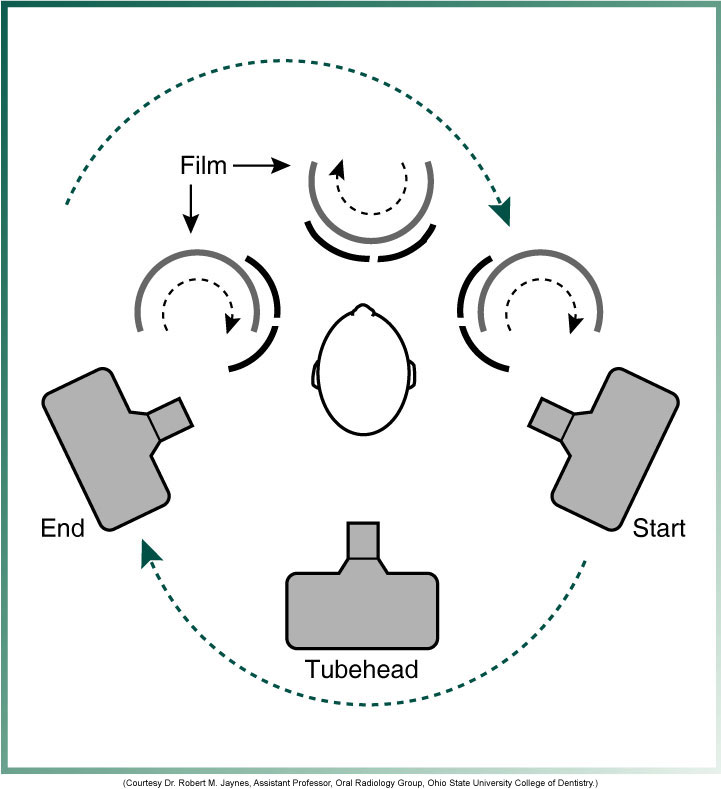 Film
End
Start
Tubehead
(Courtesy Dr. Robert M. Jaynes, Assistant Professor, Oral Radiology Group, Ohio State University College of Dentistry.)